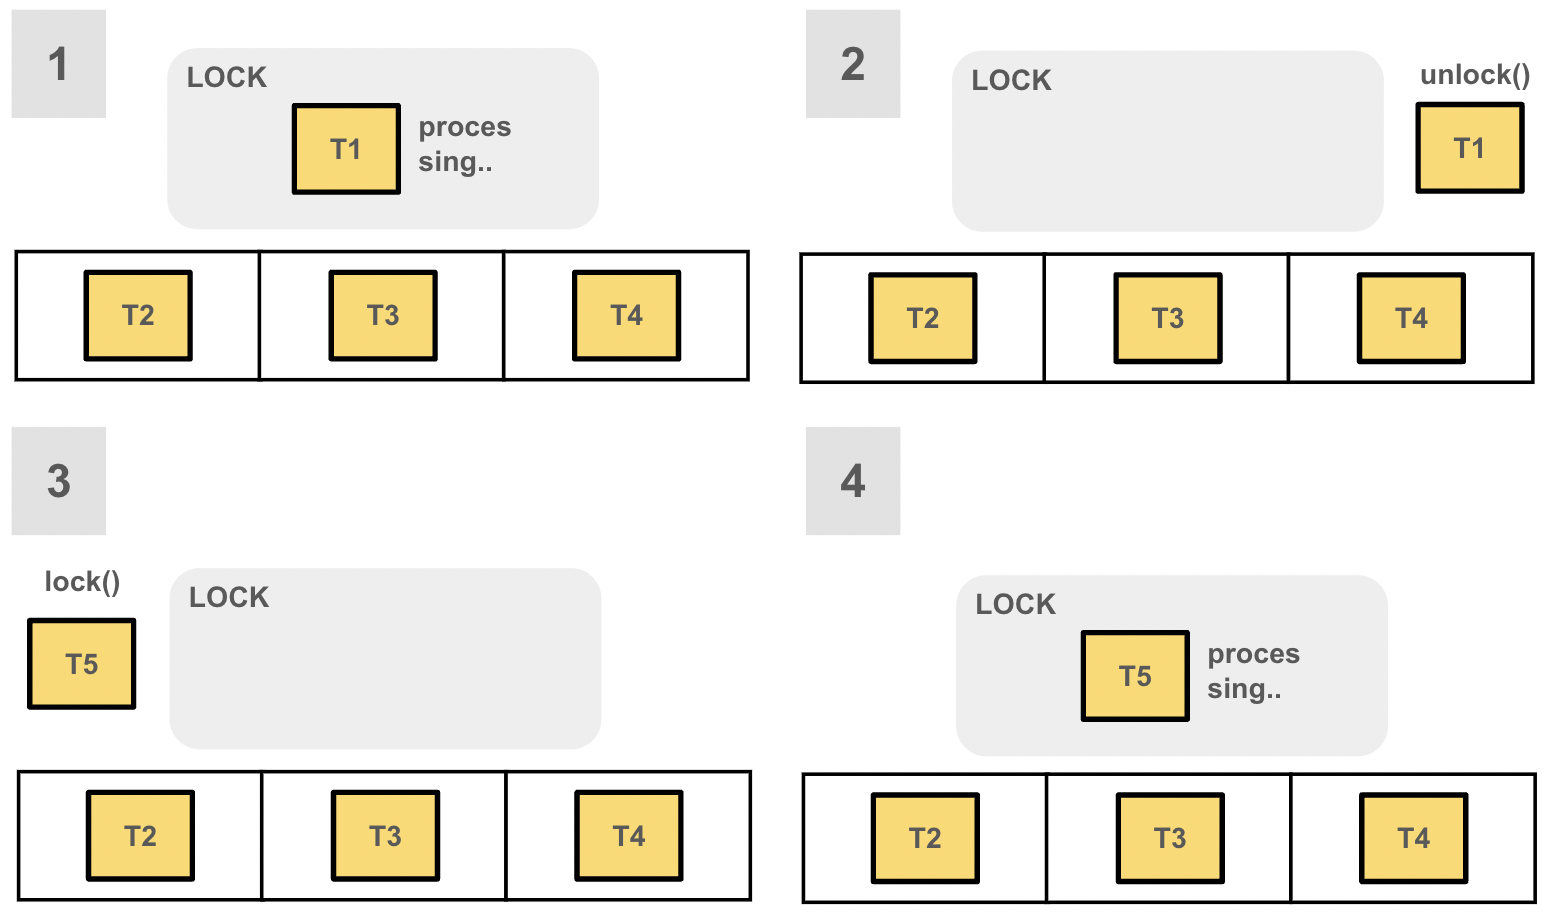 1
LOCK
T1
proces
sing..
T2
T3
T4
2
LOCK
unlock()
T1
T2
T3
T4
3
lock()
LOCK
T5
T2
T3
T4
4
LOCK
T5
proces
sing..
T2
T3
T4